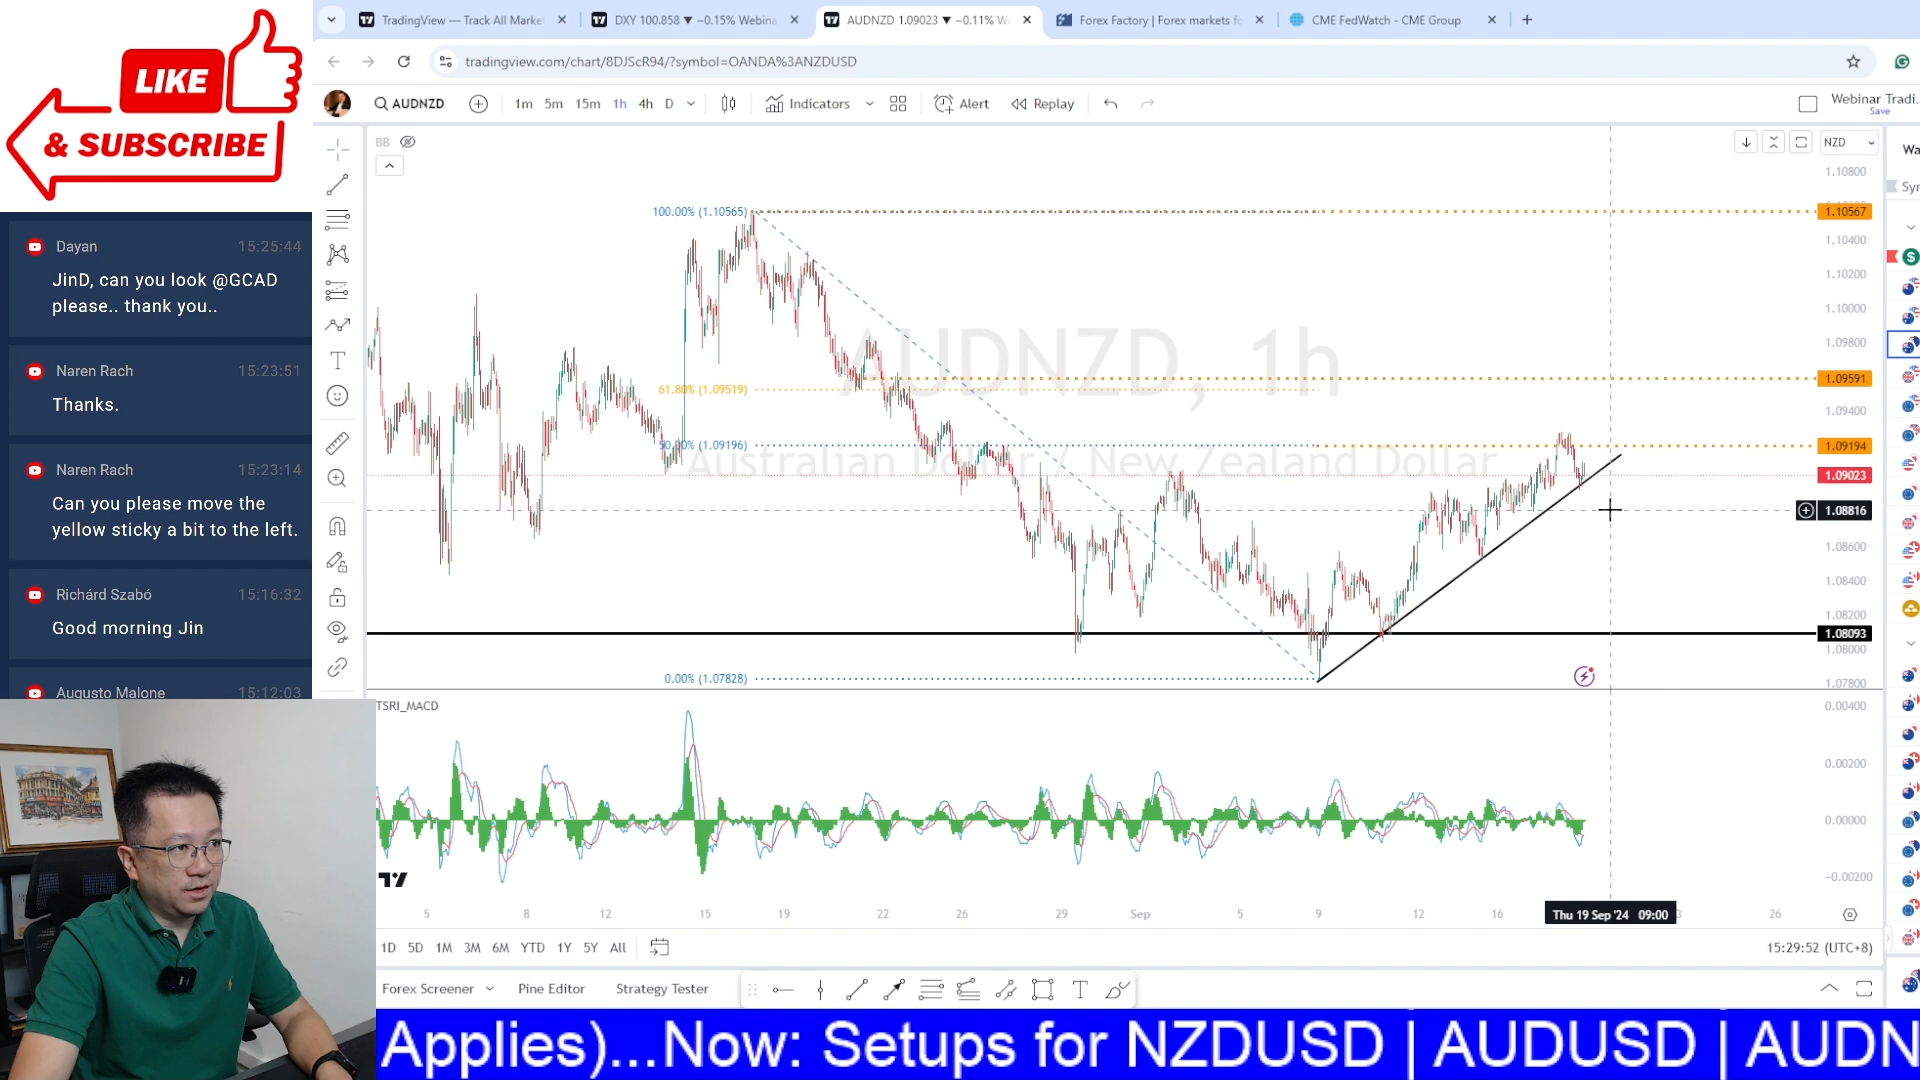 LIKE
& SUBSCRIBE
Dayan 15:25:44
JinD, can you look @GCAD
please.. thank you..
Naren Rach 15:23:51
Thanks.
Naren Rach 15:23:14
Can you please move the
yellow sticky a bit to the left.
Richárd Szabó 15:16:32
Good morning Jin
Augusto Malone 15:12:03
TradingView — Track All Marke
DXY 100.858 ▼ −0.15% Webina
AUDNZD 1.09023 ▼ −0.11% W
Forex Factory | Forex markets fo
CME FedWatch - CME Group
tradingview.com/chart/8DJScR94/?symbol=OANDA%3ANZDUSD
AUDNZD 1m 5m 15m 1h 4h D Indicators Alert Replay Webinar Tradi...
Save
BB
NZD
Wa
Syr
AUDNZD, 1h
Australian Dollar / New Zealand Dollar
100.00% (1.10565)
61.80% (1.09519)
50.00% (1.09196)
0.00% (1.07828)
1.10800
1.10567
1.10400
1.10200
1.10000
1.09800
1.09591
1.09400
1.09194
1.09023
1.08816
1.08600
1.08400
1.08200
1.08093
1.08000
1.07800
TSRI_MACD
0.00400
0.00200
0.00000
−0.00200
5 8 12 15 19 22 26 29 Sep 5 9 12 16 Thu 19 Sep '24 09:00 26
1D 5D 1M 3M 6M YTD 1Y 5Y All 15:29:52 (UTC+8)
Forex Screener Pine Editor Strategy Tester
Applies)...Now: Setups for NZDUSD | AUDUSD | AUDN